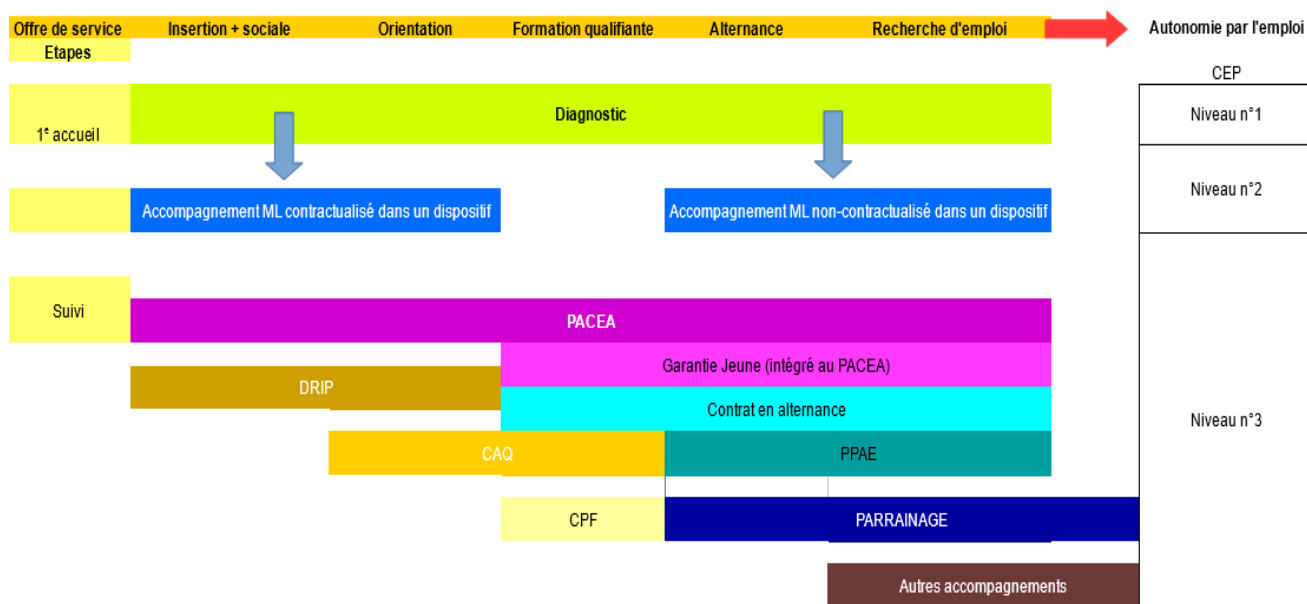 Offre de service Insertion + sociale Orientation Formation qualifiante Alternance Recherche d'emploi Autonomie par l'emploi
Etapes
CEP
Diagnostic Niveau n°1
1e accueil
Accompagnement ML contractualisé dans un dispositif Accompagnement ML non-contractualisé dans un dispositif Niveau n°2
Suivi
PACEA
Garantie Jeune (intégré au PACEA)
DRIP
Contrat en alternance
Niveau n°3
CAQ PPAE
CPF PARRAINAGE
Autres accompagnements